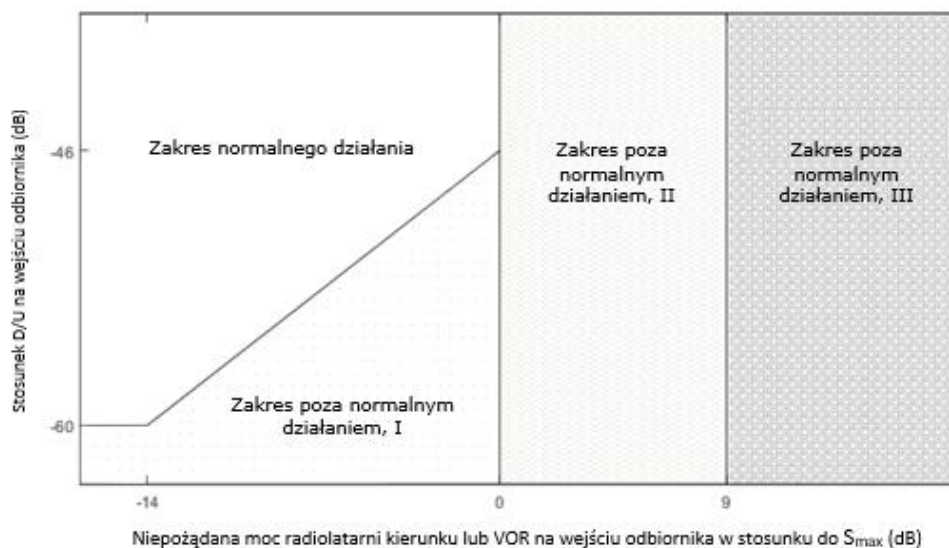 Stosunek D/U na wejściu odbiornika (dB)
-46
-60
Zakres normalnego działania
Zakres poza normalnym
działaniem, I
Zakres poza
normalnym
działaniem, II
Zakres poza
normalnym
działaniem, III
-14
0
9
Niepożądana moc radiolatarni kierunku lub VOR na wejściu odbiornika w stosunku do Smax (dB)